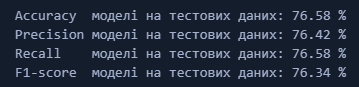 Accuracy моделі на тестових даних: 76.58 %
Precision моделі на тестових даних: 76.42 %
Recall моделі на тестових даних: 76.58 %
F1-score моделі на тестових даних: 76.34 %